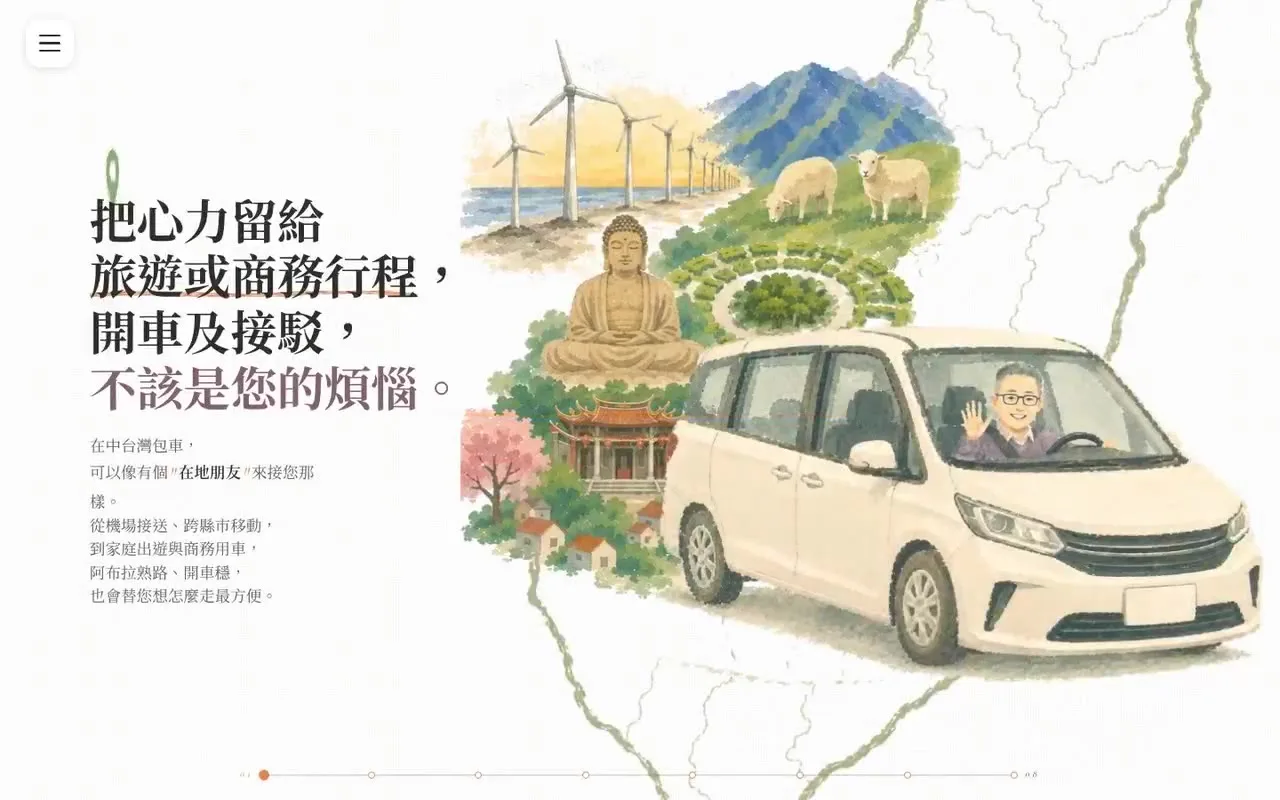 把心力留給
旅遊或商務行程，
開車及接駁，
不該是您的煩惱。
在中台灣包車，
可以像有個"在地朋友"來接您那
樣。
從機場接送、跨縣市移動，
到家庭出遊與商務用車，
阿布拉熟路、開車穩，
也會替您想怎麼走最方便。
01
08